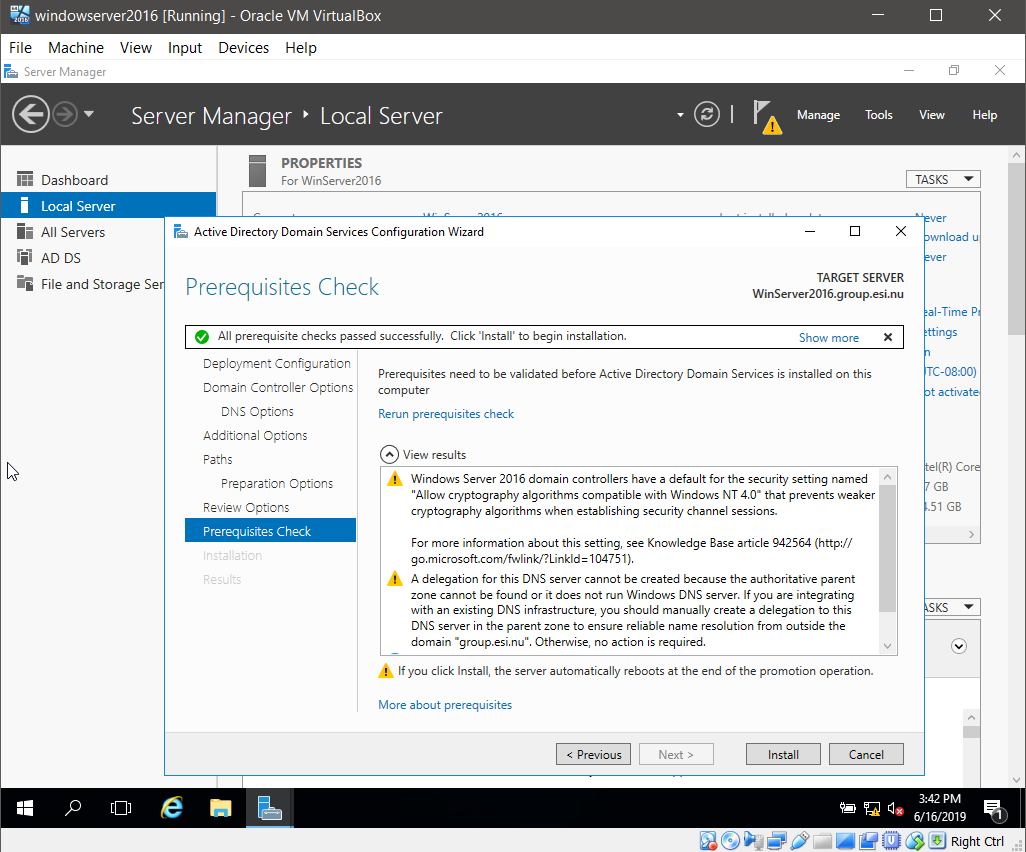 windowserver2016 [Running] - Oracle VM VirtualBox
File Machine View Input Devices Help
Server Manager
Server Manager Local Server
Manage Tools View Help
Dashboard
Local Server
All Servers
AD DS
File and Storage Ser
PROPERTIES
For WinServer2016
TASKS
Never
ownload u
ever
eal-Time Pr
ettings
n
UTC-08:00)
ot activate
tel(R) Core
7 GB
4.51 GB
ASKS
Active Directory Domain Services Configuration Wizard
Prerequisites Check
TARGET SERVER
WinServer2016.group.esi.nu
All prerequisite checks passed successfully. Click 'Install' to begin installation.
Show more
Deployment Configuration
Domain Controller Options
DNS Options
Additional Options
Paths
Preparation Options
Review Options
Prerequisites Check
Installation
Results
Prerequisites need to be validated before Active Directory Domain Services is installed on this
computer
Rerun prerequisites check
View results
Windows Server 2016 domain controllers have a default for the security setting named
"Allow cryptography algorithms compatible with Windows NT 4.0" that prevents weaker
cryptography algorithms when establishing security channel sessions.
For more information about this setting, see Knowledge Base article 942564 (http://
go.microsoft.com/fwlink/?LinkId=104751).
A delegation for this DNS server cannot be created because the authoritative parent
zone cannot be found or it does not run Windows DNS server. If you are integrating
with an existing DNS infrastructure, you should manually create a delegation to this
DNS server in the parent zone to ensure reliable name resolution from outside the
domain "group.esi.nu". Otherwise, no action is required.
If you click Install, the server automatically reboots at the end of the promotion operation.
More about prerequisites
< Previous
Next >
Install
Cancel
3:42 PM
6/16/2019
1
Right Ctrl